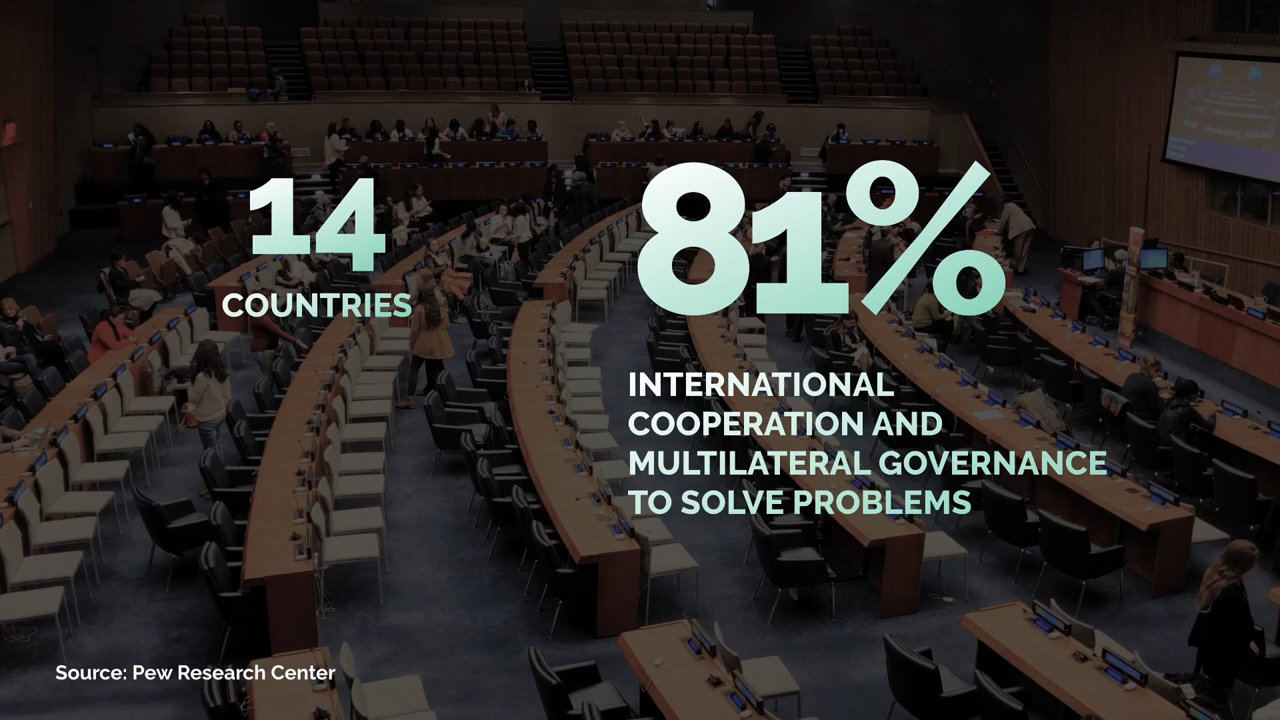 14
COUNTRIES
81%
INTERNATIONAL
COOPERATION AND
MULTILATERAL GOVERNANCE
TO SOLVE PROBLEMS
Source: Pew Research Center